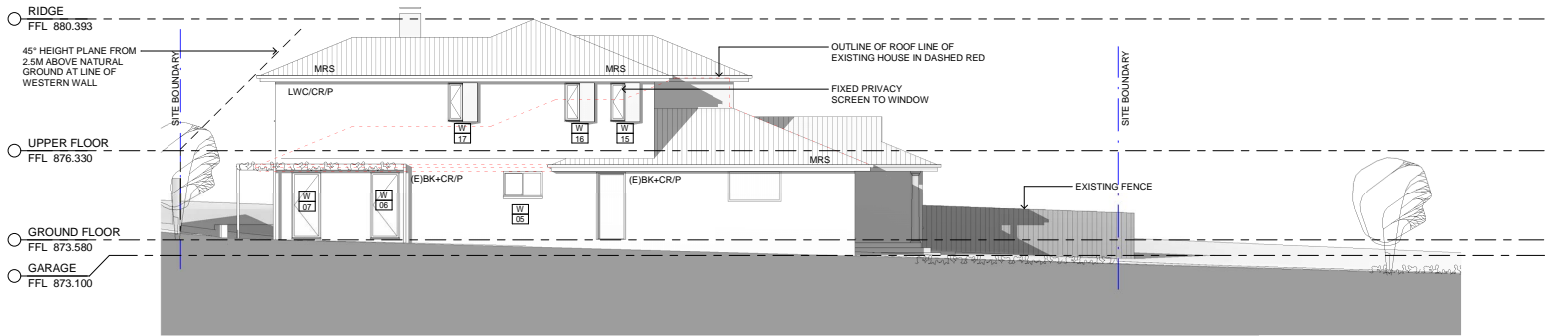 RIDGE
FFL 880.393
45° HEIGHT PLANE FROM
2.5M ABOVE NATURAL
GROUND AT LINE OF
WESTERN WALL
SITE BOUNDARY
MRS
MRS
LWC/CR/P
OUTLINE OF ROOF LINE OF
EXISTING HOUSE IN DASHED RED
FIXED PRIVACY
SCREEN TO WINDOW
SITE BOUNDARY
W
17
W
16
W
15
UPPER FLOOR
FFL 876.330
MRS
(E)BK+CR/P
(E)BK+CR/P
W
07
W
06
W
05
EXISTING FENCE
GROUND FLOOR
FFL 873.580
GARAGE
FFL 873.100